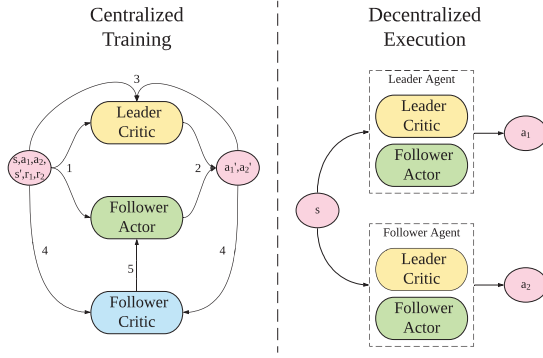 Centralized
Training
3
Leader
Critic
s,a₁,a₂,
s',r₁,r₂
1
2
a₁',a₂'
Follower
Actor
4
5
4
Follower
Critic
Decentralized
Execution
Leader Agent
Leader
Critic
Follower
Actor
a₁
s
Follower Agent
Leader
Critic
Follower
Actor
a₂